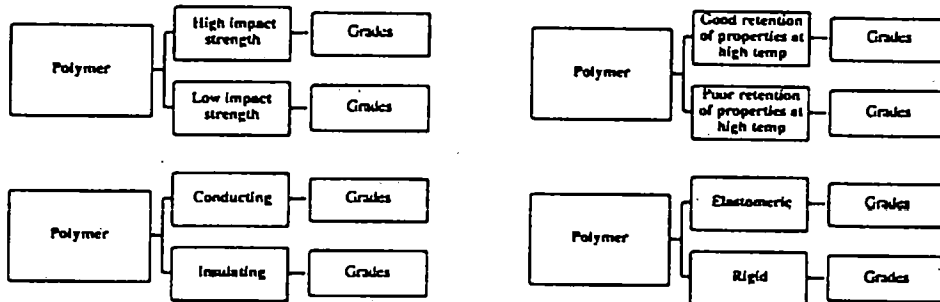 Polymer
High impact
strength
Grades
Low impact
strength
Grades
Polymer
Good retention
of properties at
high temp
Grades
Poor retention
of properties at
high temp
Grades
Polymer
Conducting
Grades
Insulating
Grades
Polymer
Elastomeric
Grades
Rigid
Grades